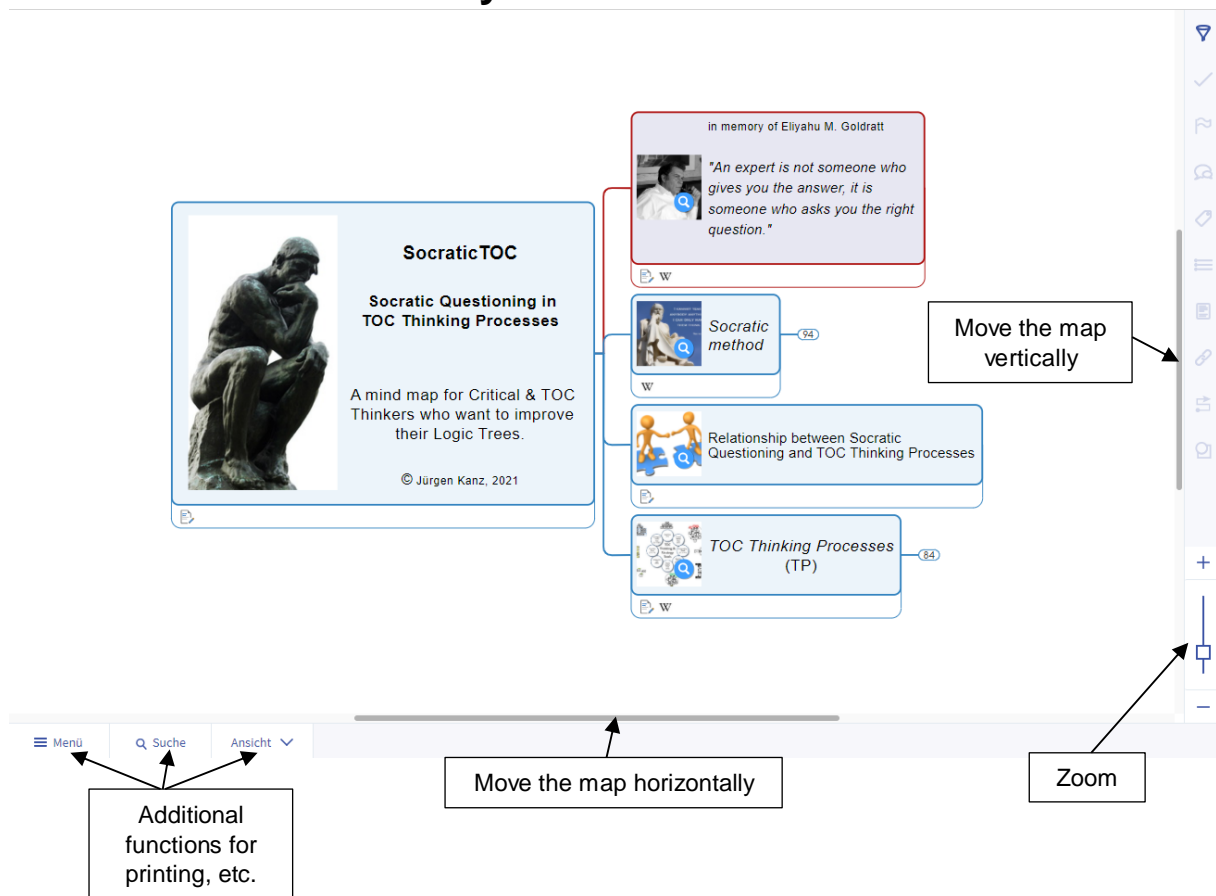 in memory of Eliyahu M. Goldratt
"An expert is not someone who
gives you the answer, it is
someone who asks you the right
question."
W
SocraticTOC
Socratic Questioning in
TOC Thinking Processes
A mind map for Critical & TOC
Thinkers who want to improve
their Logic Trees.
© Jürgen Kanz, 2021
Socratic
method
94
W
Relationship between Socratic
Questioning and TOC Thinking Processes
TOC Thinking Processes
(TP)
84
W
Move the map
vertically
Menü
Suche
Ansicht
Move the map horizontally
Zoom
Additional
functions for
printing, etc.